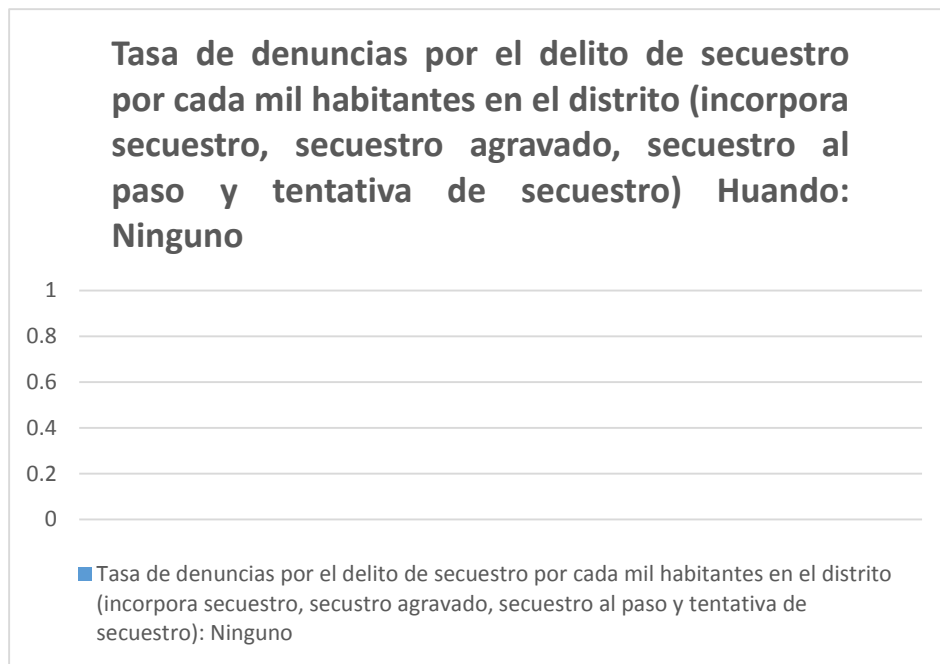 Tasa de denuncias por el delito de secuestro
por cada mil habitantes en el distrito (incorpora
secuestro, secuestro agravado, secuestro al
paso y tentativa de secuestro) Huando:
Ninguno
1
0.8
0.6
0.4
0.2
0
Tasa de denuncias por el delito de secuestro por cada mil habitantes en el distrito
(incorpora secuestro, secustro agravado, secuestro al paso y tentativa de
secuestro): Ninguno